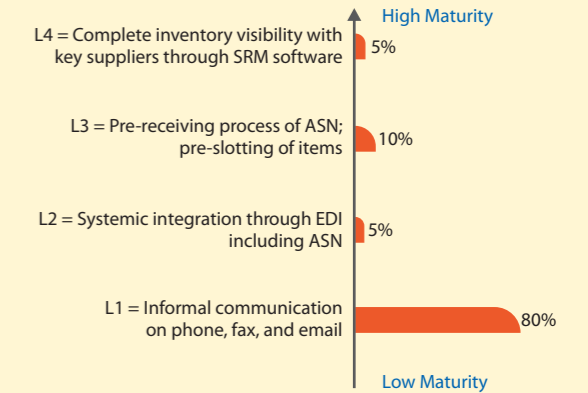 High Maturity
L4 = Complete inventory visibility with
key suppliers through SRM software
5%
L3 = Pre-receiving process of ASN;
pre-slotting of items
10%
L2 = Systemic integration through EDI
including ASN
5%
L1 = Informal communication
on phone, fax, and email
80%
Low Maturity